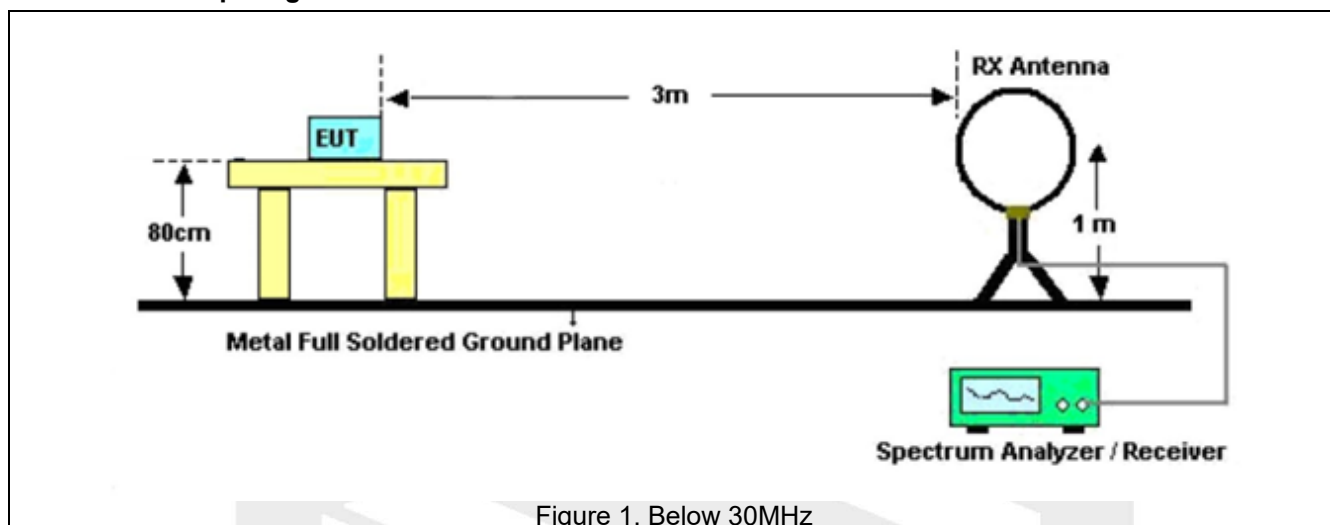 RX Antenna
3m
EUT
80cm
1 m
Metal Full Soldered Ground Plane
Spectrum Analyzer / Receiver
Figure 1. Below 30MHz